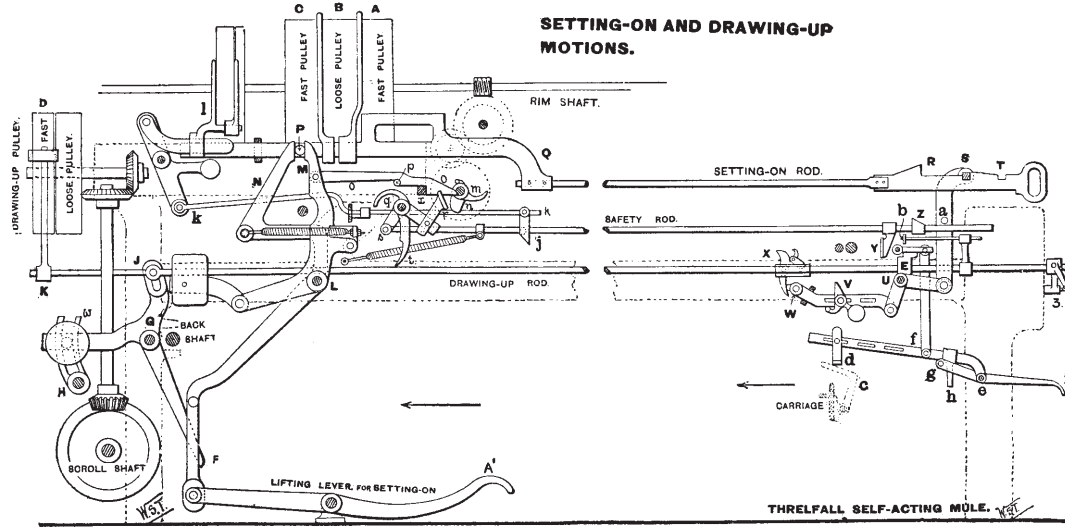 SETTING-ON AND DRAWING-UP
MOTIONS.
C B A
FAST PULLEY
LOOSE PULLEY
FAST PULLEY
D
DRAWING-UP PULLEY.
FAST
LOOSE PULLEY.
l
RIM SHAFT.
P
M
N
Q
R S T
SETTING-ON ROD.
p
o
O
m
n
q
k
k
j
s
t
SAFETY ROD.
a
b
z
Y
X
E
U
V
W
3
J
K
L
DRAWING-UP ROD.
G
BACK
SHAFT
w
H
f
d
g
h
e
c
CARRIAGE
F
SCROLL SHAFT
A'
LIFTING LEVER. FOR SETTING-ON
W.S.T.
THRELFALL SELF-ACTING MULE.
W.S.T.